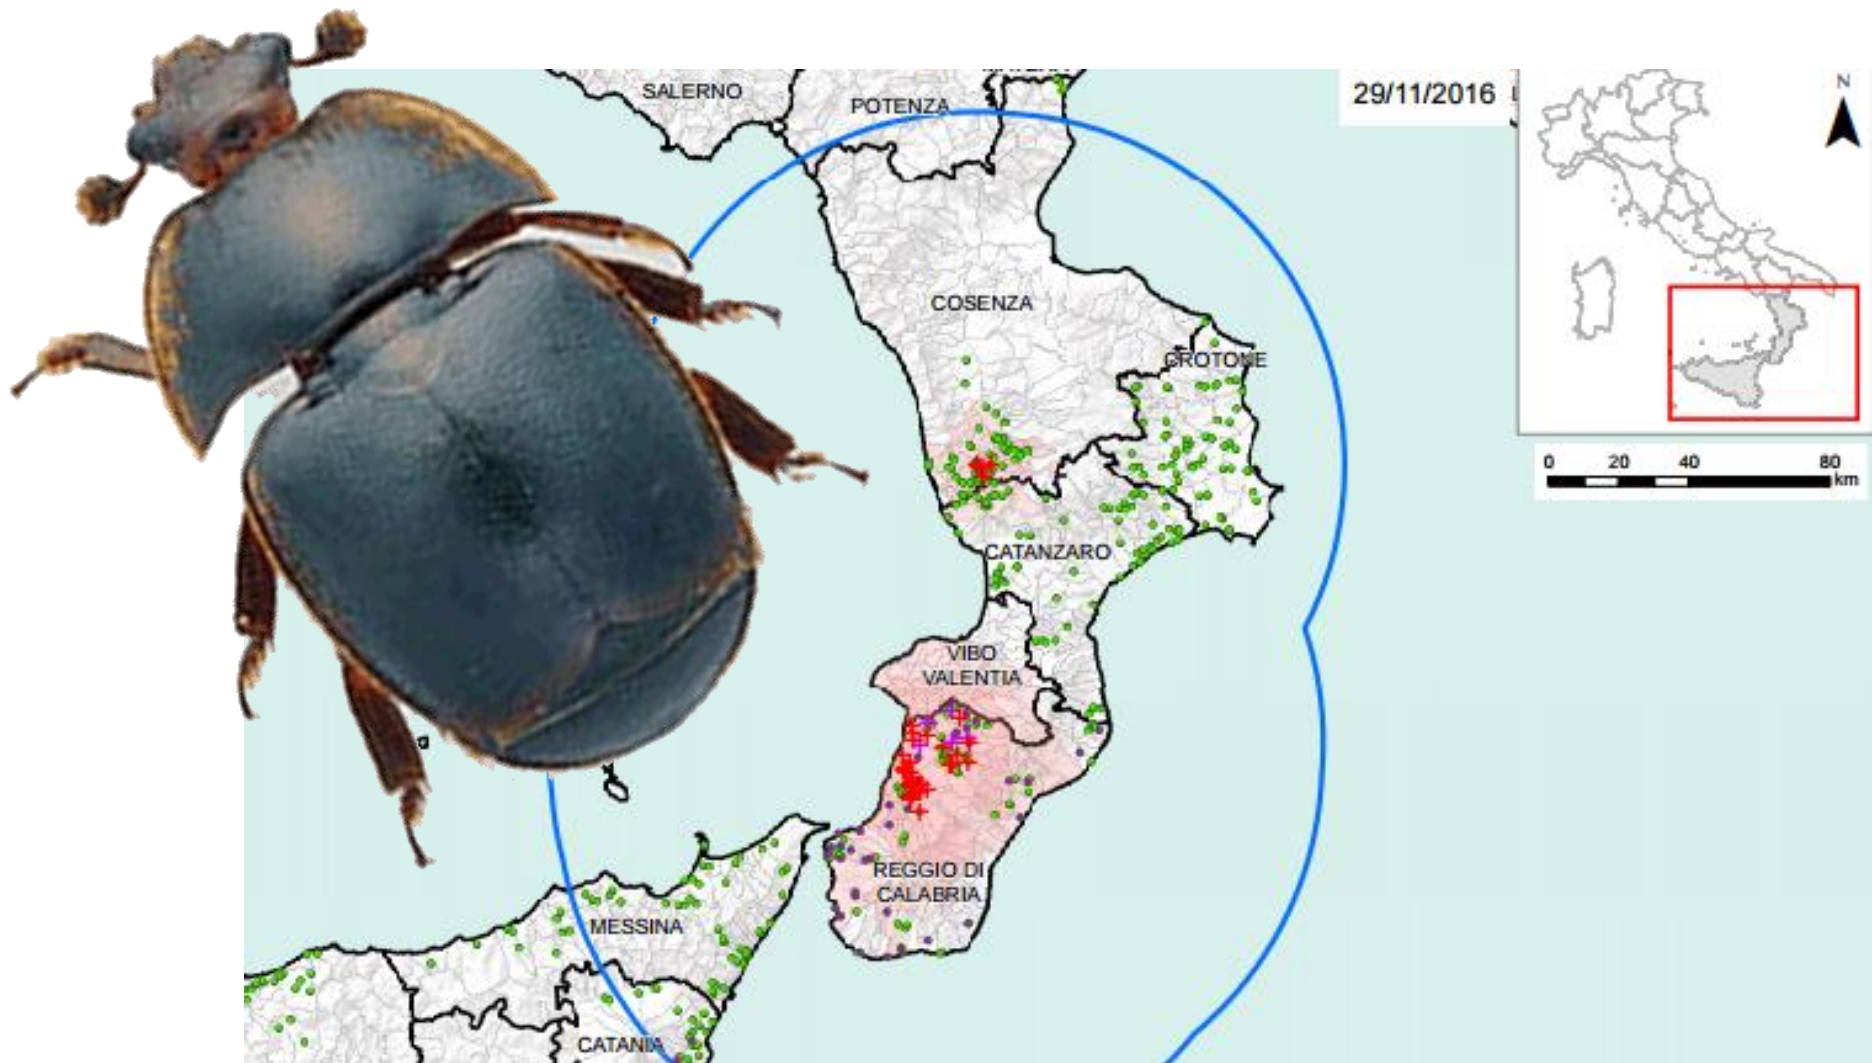 SALERNO
POTENZA
29/11/2016
N
COSENZA
CROTONE
0 20 40 80
km
CATANZARO
VIBO
VALENTIA
REGGIO DI
CALABRIA
MESSINA
CATANIA